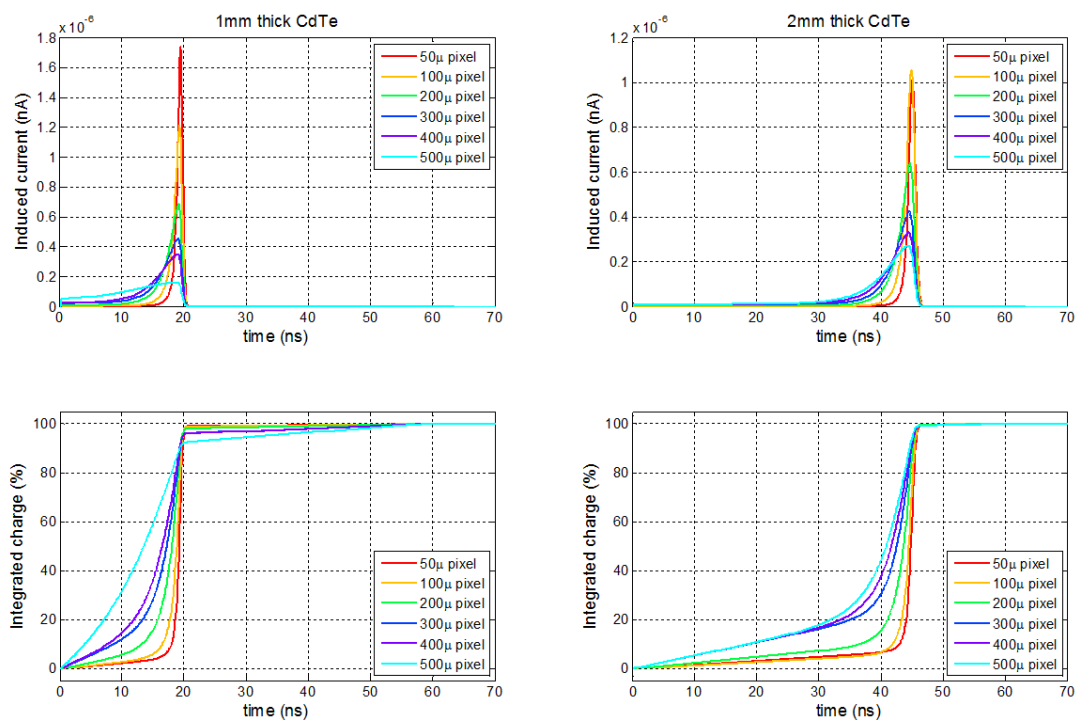 1mm thick CdTe
x 10-6
1.8
1.6
1.4
1.2
1
0.8
0.6
0.4
0.2
0
Induced current (nA)
50μ pixel
100μ pixel
200μ pixel
300μ pixel
400μ pixel
500μ pixel
0 10 20 30 40 50 60 70
time (ns)
2mm thick CdTe
x 10-6
1.2
1
0.8
0.6
0.4
0.2
0
Induced current (nA)
50μ pixel
100μ pixel
200μ pixel
300μ pixel
400μ pixel
500μ pixel
0 10 20 30 40 50 60 70
time (ns)
100
80
60
40
20
0
Integrated charge (%)
50μ pixel
100μ pixel
200μ pixel
300μ pixel
400μ pixel
500μ pixel
0 10 20 30 40 50 60 70
time (ns)
100
80
60
40
20
0
Integrated charge (%)
50μ pixel
100μ pixel
200μ pixel
300μ pixel
400μ pixel
500μ pixel
0 10 20 30 40 50 60 70
time (ns)